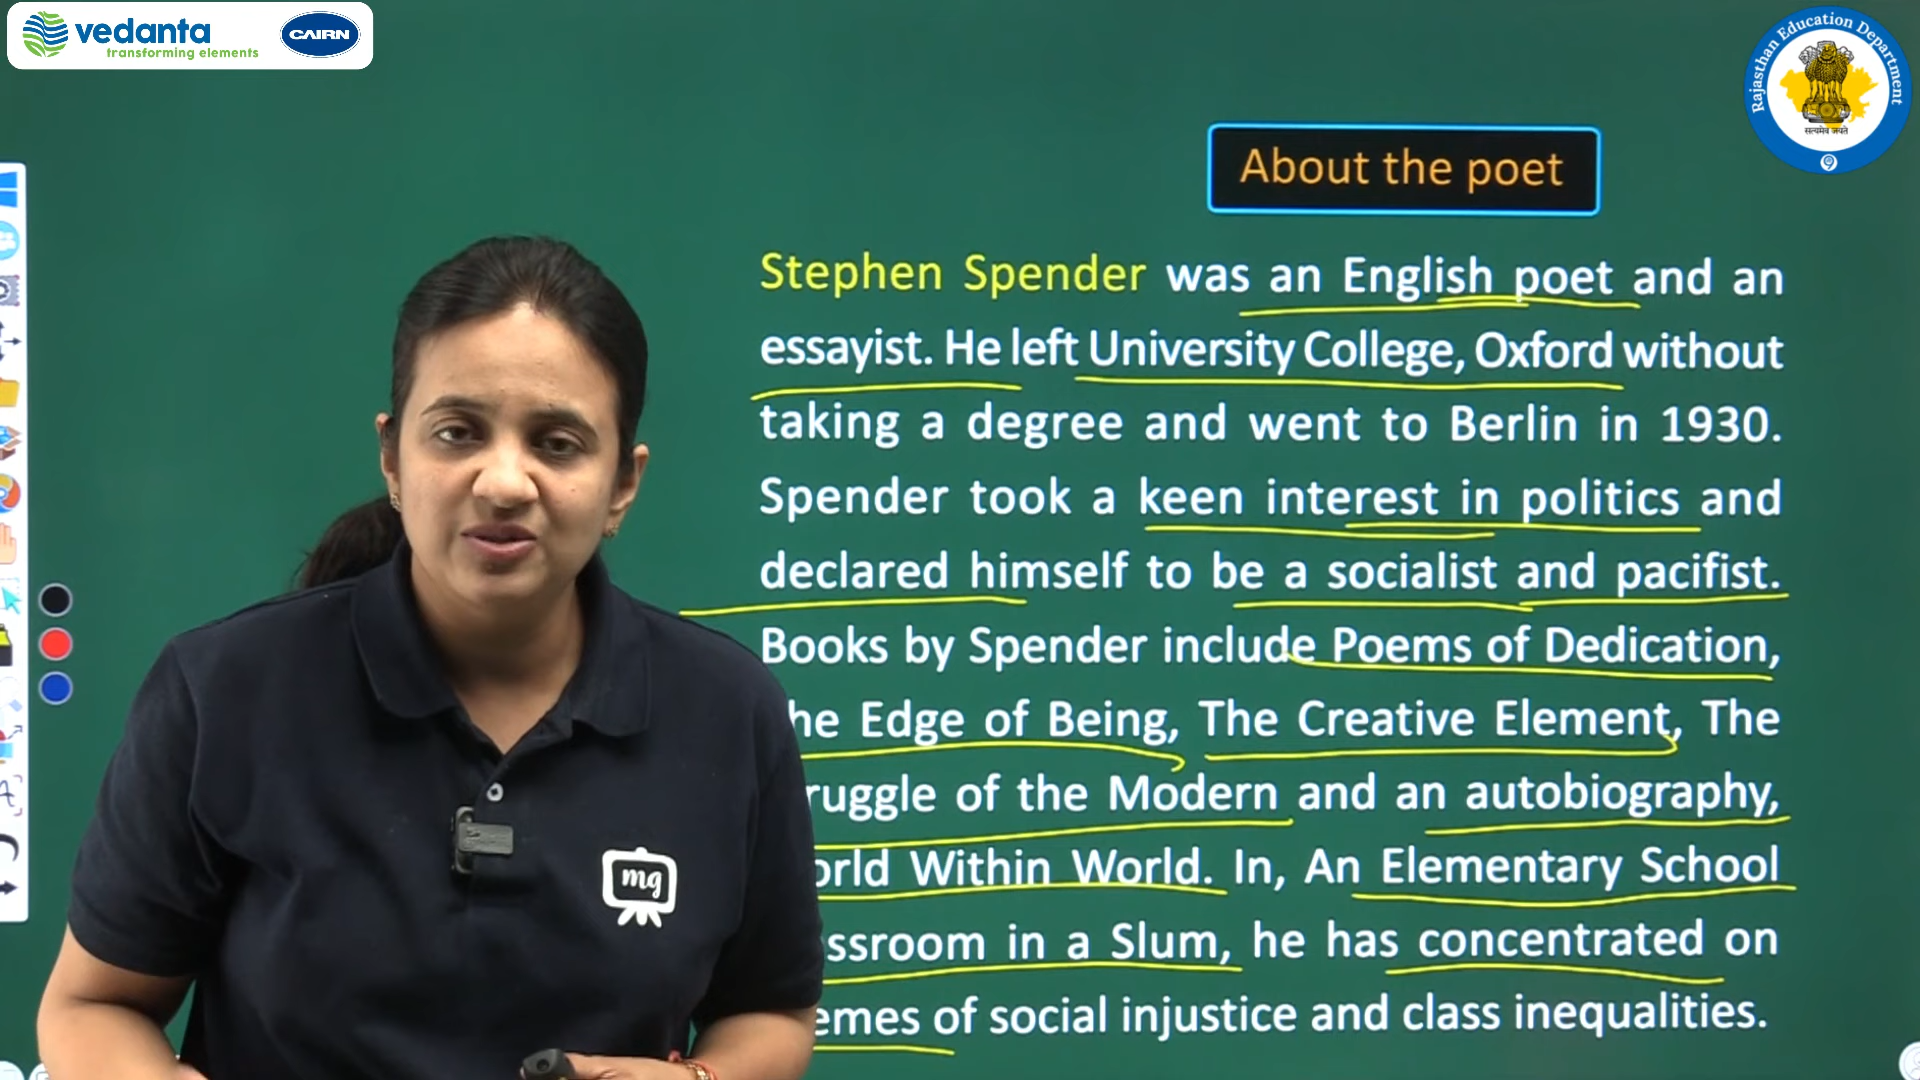 vedanta
transforming elements
CAIRN
Rajasthan Education Department
सत्यमेव जयते
About the poet
Stephen Spender was an English poet and an
essayist. He left University College, Oxford without
taking a degree and went to Berlin in 1930.
Spender took a keen interest in politics and
declared himself to be a socialist and pacifist.
Books by Spender include Poems of Dedication,
he Edge of Being, The Creative Element, The
ruggle of the Modern and an autobiography,
orld Within World. In, An Elementary School
ssroom in a Slum, he has concentrated on
emes of social injustice and class inequalities.
mg